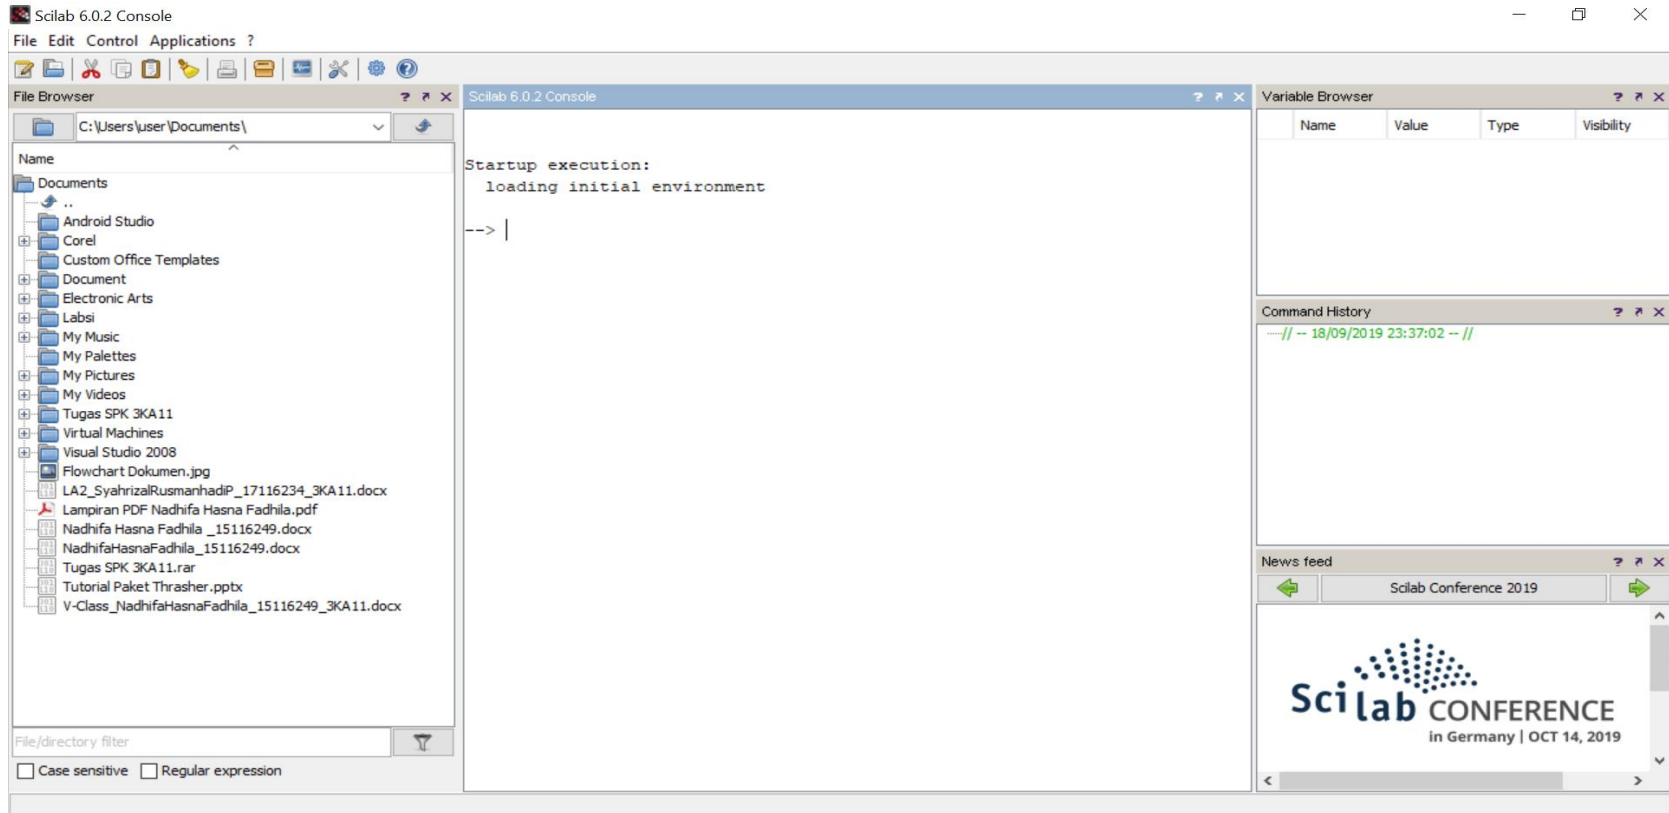 Scilab 6.0.2 Console
File Edit Control Applications ?
File Browser
C:\Users\user\Documents\
Name
Documents
..
Android Studio
Corel
Custom Office Templates
Document
Electronic Arts
Labsi
My Music
My Palettes
My Pictures
My Videos
Tugas SPK 3KA11
Virtual Machines
Visual Studio 2008
Flowchart Dokumen.jpg
LA2_SyahrizalRusmanhadiP_17116234_3KA11.docx
Lampiran PDF Nadhifa Hasna Fadhila.pdf
Nadhifa Hasna Fadhila _15116249.docx
NadhifaHasnaFadhila_15116249.docx
Tugas SPK 3KA11.rar
Tutorial Paket Thrasher.pptx
V-Class_NadhifaHasnaFadhila_15116249_3KA11.docx
File/directory filter
Case sensitive Regular expression
Scilab 6.0.2 Console
Startup execution:
loading initial environment
-->
Variable Browser
Name Value Type Visibility
Command History
// -- 18/09/2019 23:37:02 -- //
News feed
Scilab Conference 2019
Scilab CONFERENCE
in Germany | OCT 14, 2019